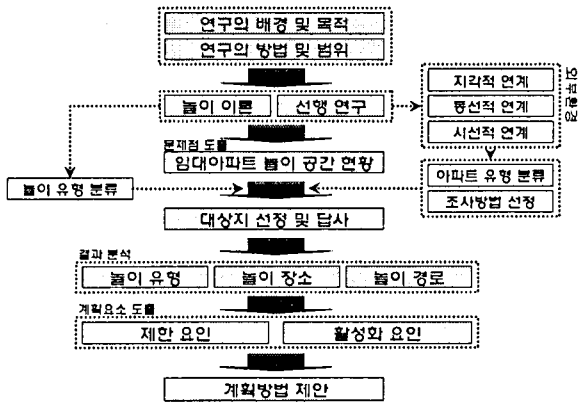 연구의 배경 및 목적
연구의 방법 및 범위
놀이 이론
선행 연구
지각적 연계
동선적 연계
시선적 연계
외부환경
문제점 도출
임대아파트 놀이 공간 현황
놀이 유형 분류
아파트 유형 분류
조사방법 선정
대상지 선정 및 답사
결과 분석
놀이 유형
놀이 장소
놀이 경로
계획요소 도출
제한 요인
활성화 요인
계획방법 제안